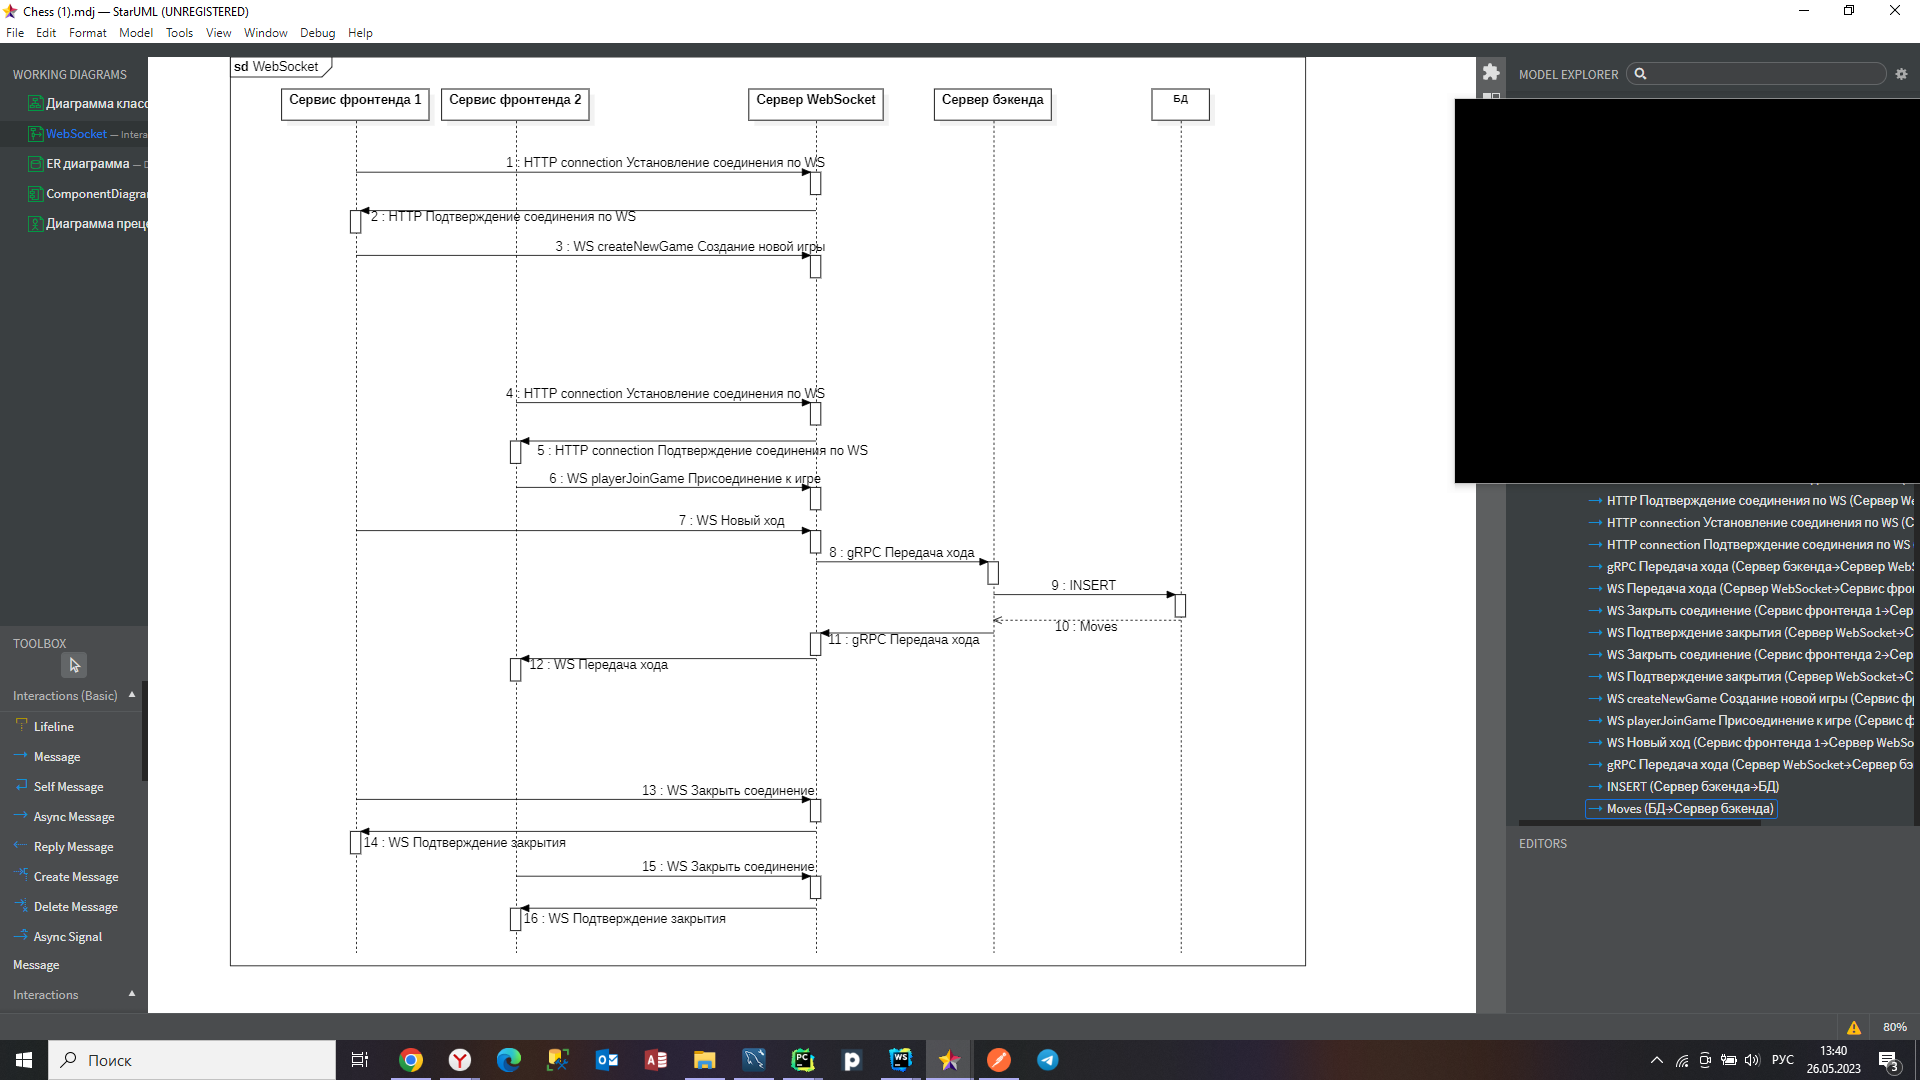 Chess (1).mdj — StarUML (UNREGISTERED)
File Edit Format Model Tools View Window Debug Help
WORKING DIAGRAMS
Диаграмма класс
WebSocket — Intera
ER диаграмма —
ComponentDiagra
Диаграмма преце
TOOLBOX
Interactions (Basic)
Lifeline
Message
Self Message
Async Message
Reply Message
Create Message
Delete Message
Async Signal
Message
Interactions
sd WebSocket
Сервис фронтенда 1
Сервис фронтенда 2
Сервер WebSocket
Сервер бэкенда
БД
1 : HTTP connection Установление соединения по WS
2 : HTTP Подтверждение соединения по WS
3 : WS createNewGame Создание новой игры
4 : HTTP connection Установление соединения по WS
5 : HTTP connection Подтверждение соединения по WS
6 : WS playerJoinGame Присоединение к игре
7 : WS Новый ход
8 : gRPC Передача хода
9 : INSERT
10 : Moves
11 : gRPC Передача хода
12 : WS Передача хода
13 : WS Закрыть соединение
14 : WS Подтверждение закрытия
15 : WS Закрыть соединение
16 : WS Подтверждение закрытия
MODEL EXPLORER
HTTP Подтверждение соединения по WS (Сервер We
HTTP connection Установление соединения по WS (С
HTTP connection Подтверждение соединения по WS
gRPC Передача хода (Сервер бэкенда→Сервер WebS
WS Передача хода (Сервер WebSocket→Сервис фрон
WS Закрыть соединение (Сервис фронтенда 1→Сер
WS Подтверждение закрытия (Сервер WebSocket→С
WS Закрыть соединение (Сервис фронтенда 2→Сер
WS Подтверждение закрытия (Сервер WebSocket→С
WS createNewGame Создание новой игры (Сервис ф
WS playerJoinGame Присоединение к игре (Сервис ф
WS Новый ход (Сервис фронтенда 1→Сервер WebSo
gRPC Передача хода (Сервер WebSocket→Сервер бэ
INSERT (Сервер бэкенда→БД)
Moves (БД→Сервер бэкенда)
EDITORS
80%
Поиск
РУС
13:40
26.05.2023
3